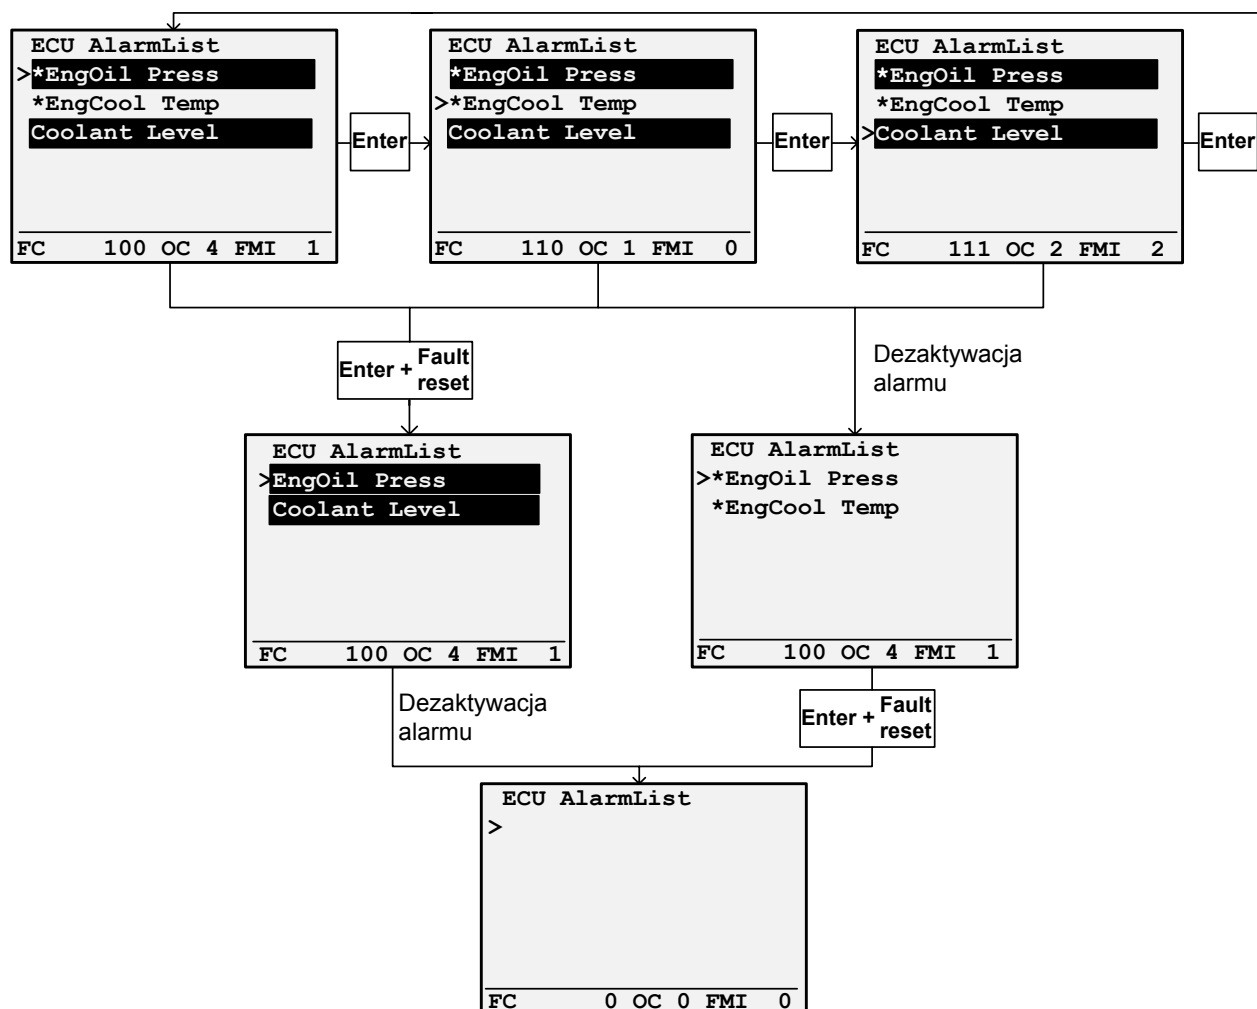 ECU AlarmList
>*EngOil Press
*EngCool Temp
Coolant Level
FC 100 OC 4 FMI 1
Enter
ECU AlarmList
*EngOil Press
>*EngCool Temp
Coolant Level
FC 110 OC 1 FMI 0
Enter
ECU AlarmList
*EngOil Press
*EngCool Temp
>Coolant Level
FC 111 OC 2 FMI 2
Enter
Enter + Fault
reset
Dezaktywacja
alarmu
ECU AlarmList
>EngOil Press
Coolant Level
FC 100 OC 4 FMI 1
ECU AlarmList
>*EngOil Press
*EngCool Temp
FC 100 OC 4 FMI 1
Dezaktywacja
alarmu
Enter + Fault
reset
ECU AlarmList
>
FC 0 OC 0 FMI 0